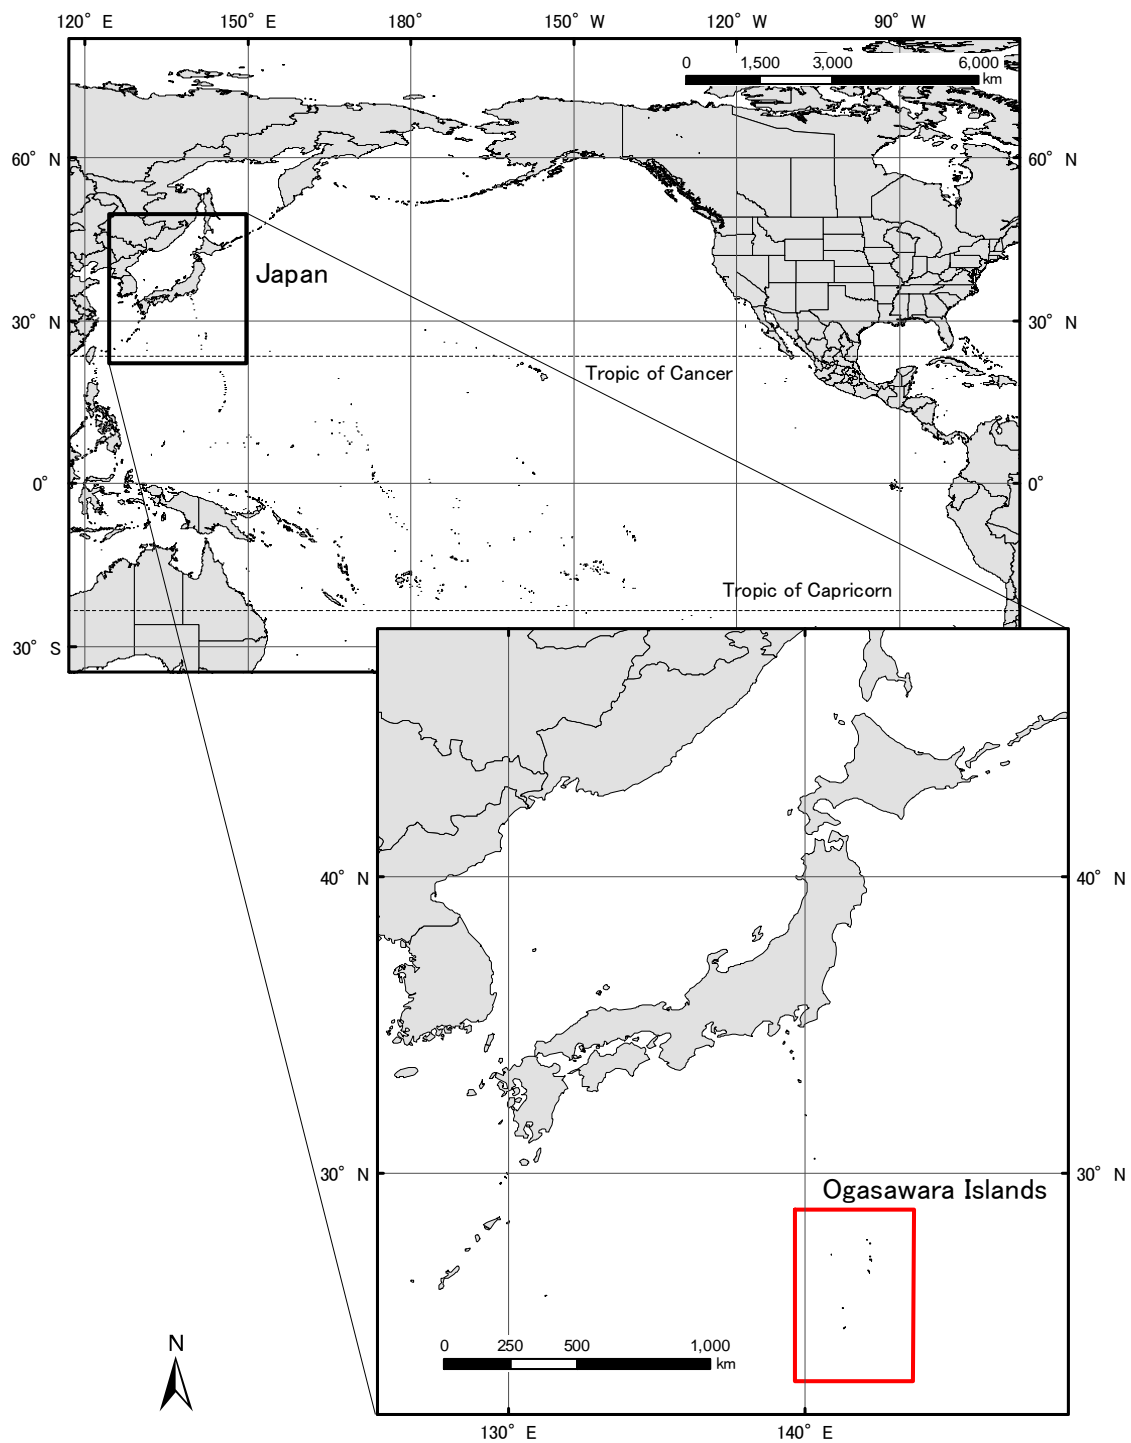 120° E 150° E 180° 150° W 120° W 90° W
0 1,500 3,000 6,000
km
60° N 60° N
Japan
30° N 30° N
Tropic of Cancer
0° 0°
Tropic of Capricorn
30° S
40° N 40° N
30° N 30° N
Ogasawara Islands
0 250 500 1,000
km
N
130° E 140° E